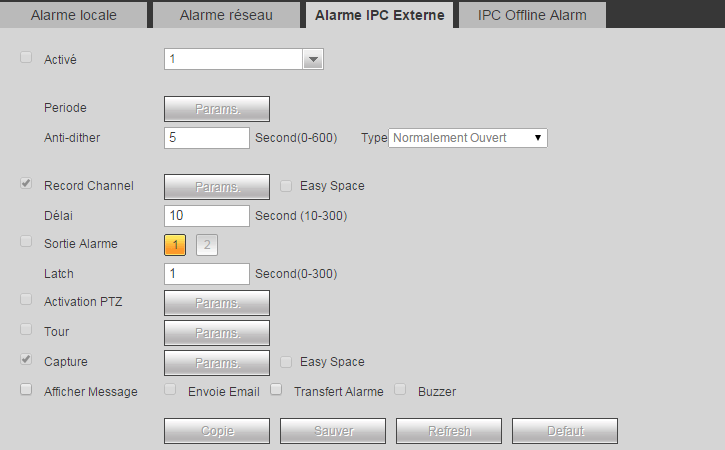 Alarme locale Alarme réseau Alarme IPC Externe IPC Offline Alarm
Activé 1
Periode Params.
Anti-dither 5 Second(0-600) Type Normalement Ouvert
Record Channel Params. Easy Space
Délai 10 Second (10-300)
Sortie Alarme 1 2
Latch 1 Second(0-300)
Activation PTZ Params.
Tour Params.
Capture Params. Easy Space
Afficher Message Envoie Email Transfert Alarme Buzzer
Copie Sauver Refresh Defaut